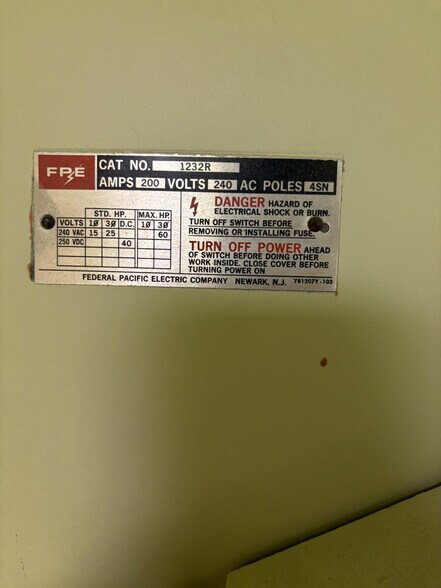 FPE
CAT NO. 1232R
AMPS 200 VOLTS 240 AC POLES 4SN
STD. HP. MAX. HP.
VOLTS 1Ø 3Ø D.C. 1Ø 3Ø
240 VAC 15 25 - 60
250 VDC 40
DANGER HAZARD OF
ELECTRICAL SHOCK OR BURN.
TURN OFF SWITCH BEFORE
REMOVING OR INSTALLING FUSE.
TURN OFF POWER AHEAD
OF SWITCH BEFORE DOING OTHER
WORK INSIDE. CLOSE COVER BEFORE
TURNING POWER ON
FEDERAL PACIFIC ELECTRIC COMPANY NEWARK, N.J. YB1207Y-103